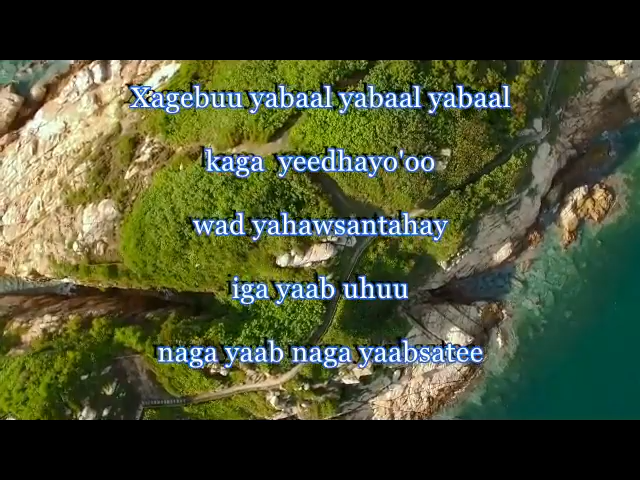 Xagebuu yabaal yabaal yabaal
kaga yeedhayo'oo
wad yahawsantahay
iga yaab uhuu
naga yaab naga yaabsatee